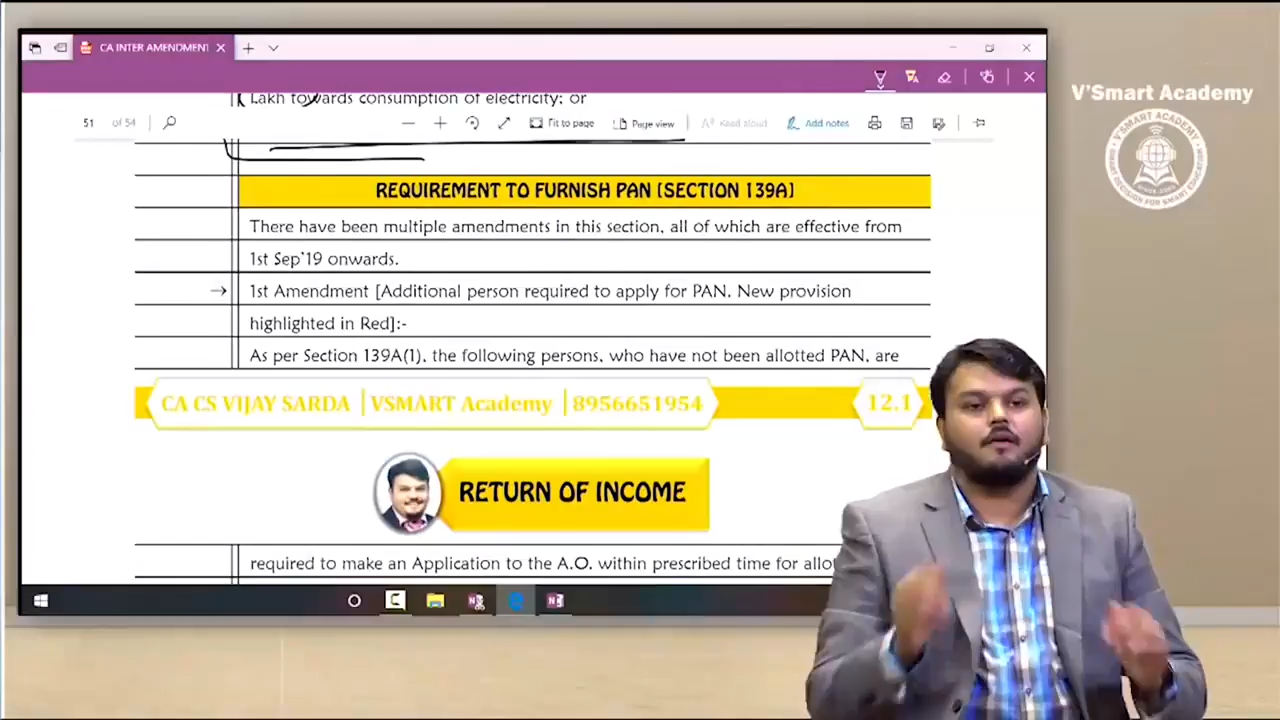 CA INTER AMENDMENT
V'Smart Academy
Lakh towards consumption of electricity; or
51 of 54
Fit to page
Page view
Read aloud
Add notes
REQUIREMENT TO FURNISH PAN [SECTION 139A]
There have been multiple amendments in this section, all of which are effective from
1st Sep'19 onwards.
→ 1st Amendment [Additional person required to apply for PAN. New provision
highlighted in Red]:-
As per Section 139A(1), the following persons, who have not been allotted PAN, are
CA CS VIJAY SARDA | VSMART Academy | 8956651954
12.1
RETURN OF INCOME
required to make an Application to the A.O. within prescribed time for